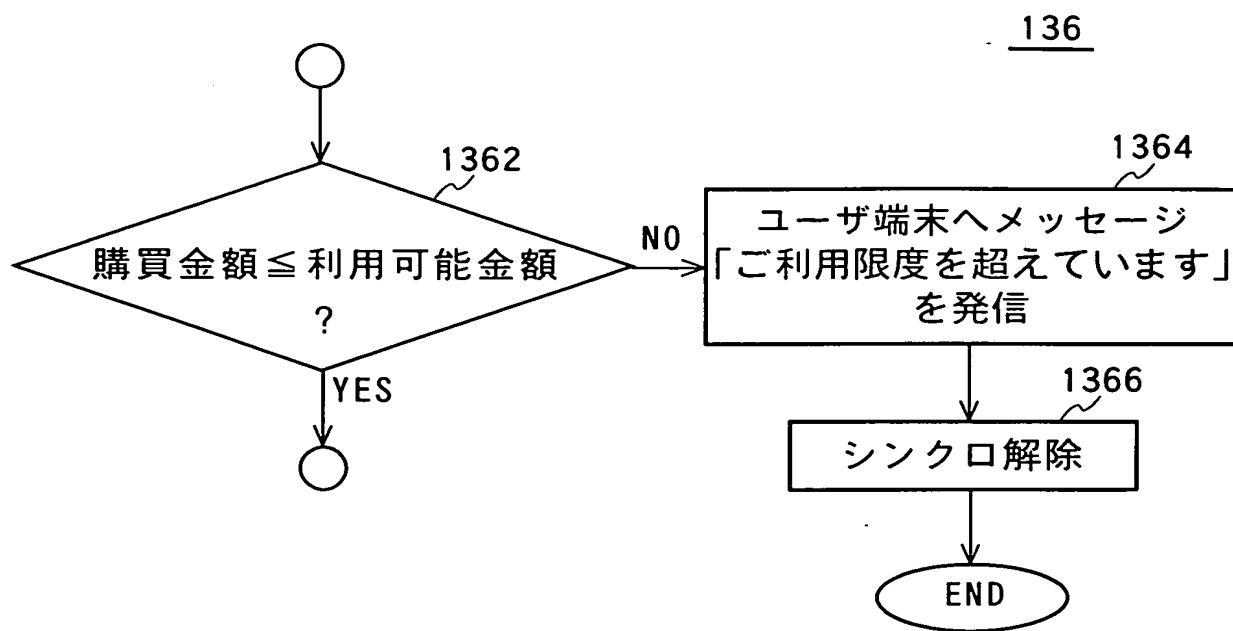 136
1362
購買金額≦利用可能金額
?
NO
YES
1364
ユーザ端末へメッセージ
「ご利用限度を超えています」
を発信
1366
シンクロ解除
END